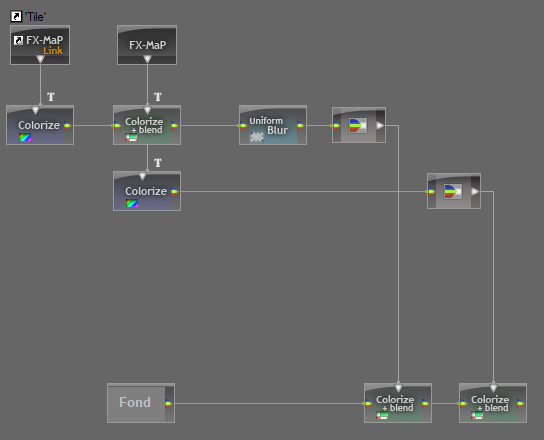 'Tile'
FX-MaP
Link
FX-MaP
T
T
Colorize
Colorize
+ blend
Uniform
Blur
T
Colorize
Fond
Colorize
+ blend
Colorize
+ blend